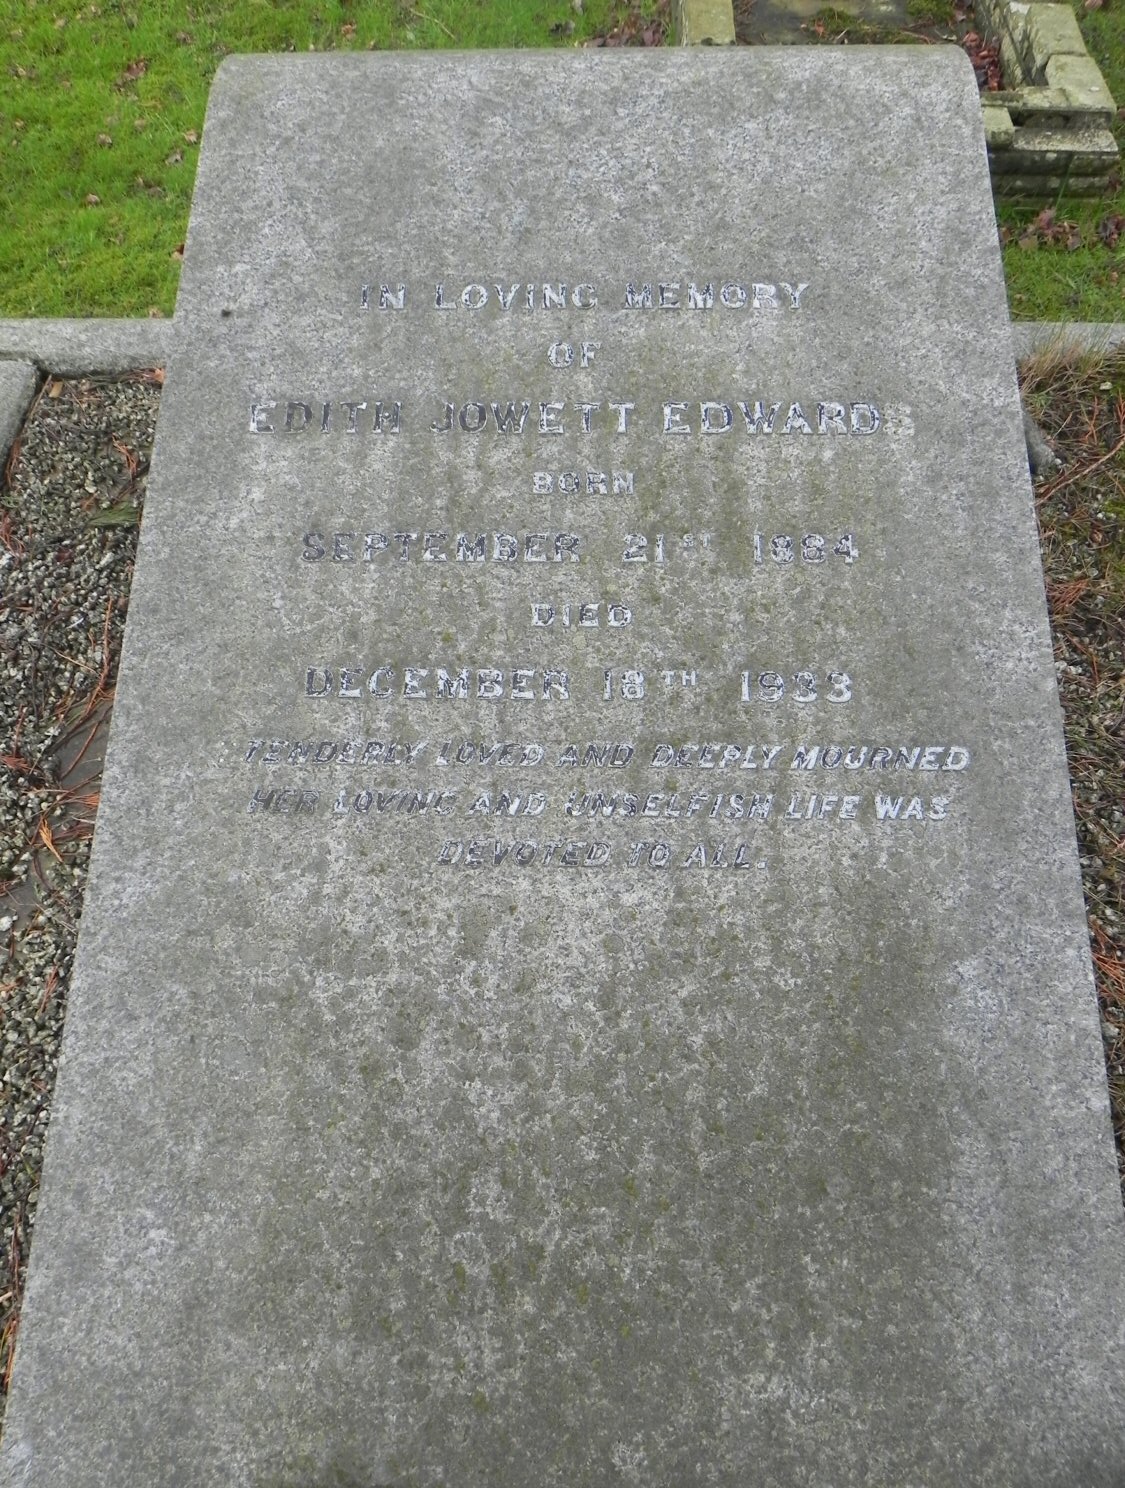 IN LOVING MEMORY
OF
EDITH JOWETT EDWARDS
BORN
SEPTEMBER 21ST 1884
DIED
DECEMBER 18TH 1933
TENDERLY LOVED AND DEEPLY MOURNED
HER LOVING AND UNSELFISH LIFE WAS
DEVOTED TO ALL.